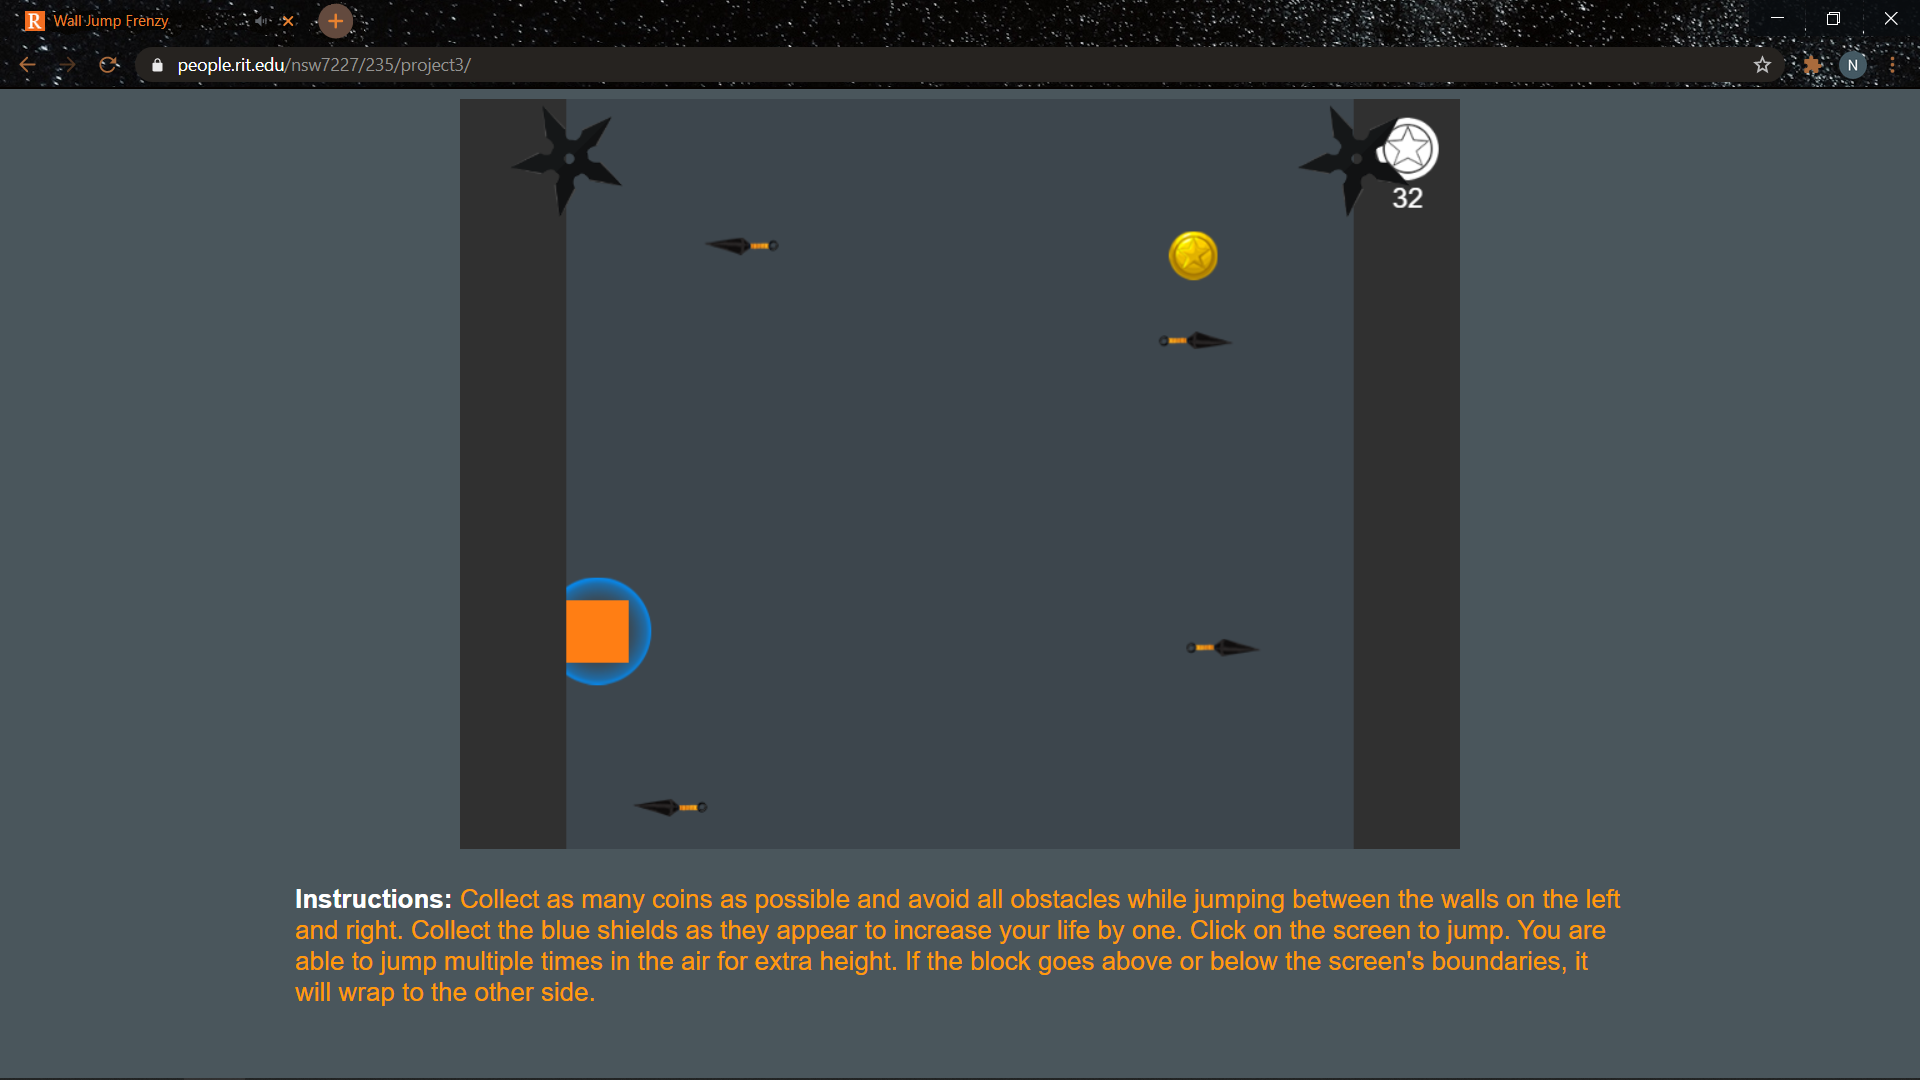 R Wall Jump Frenzy
people.rit.edu/nsw7227/235/project3/
N
32
Instructions: Collect as many coins as possible and avoid all obstacles while jumping between the walls on the left
and right. Collect the blue shields as they appear to increase your life by one. Click on the screen to jump. You are
able to jump multiple times in the air for extra height. If the block goes above or below the screen's boundaries, it
will wrap to the other side.